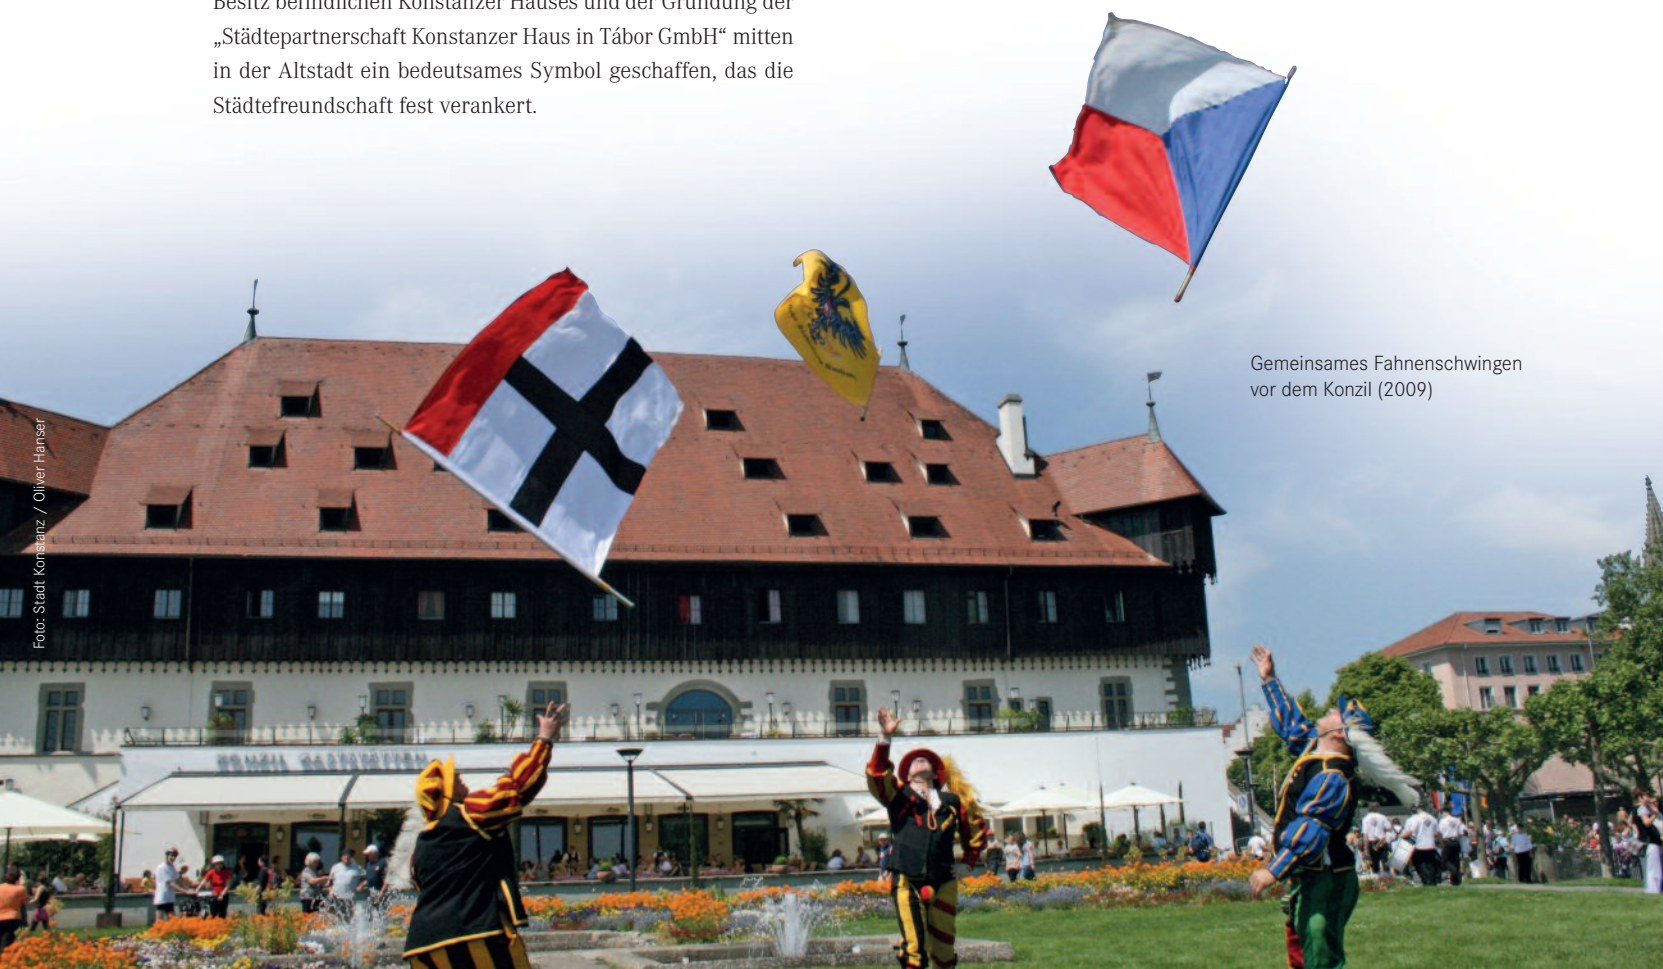 Besitz befindlichen Konstanzer Hauses und der Gründung der
„Städtepartnerschaft Konstanzer Haus in Tábor GmbH“ mitten
in der Altstadt ein bedeutsames Symbol geschaffen, das die
Städtefreundschaft fest verankert.
Gemeinsames Fahnenschwingen
vor dem Konzil (2009)
Foto: Stadt Konstanz / Oliver Hanser
KONZIL GASTSTÄTTEN